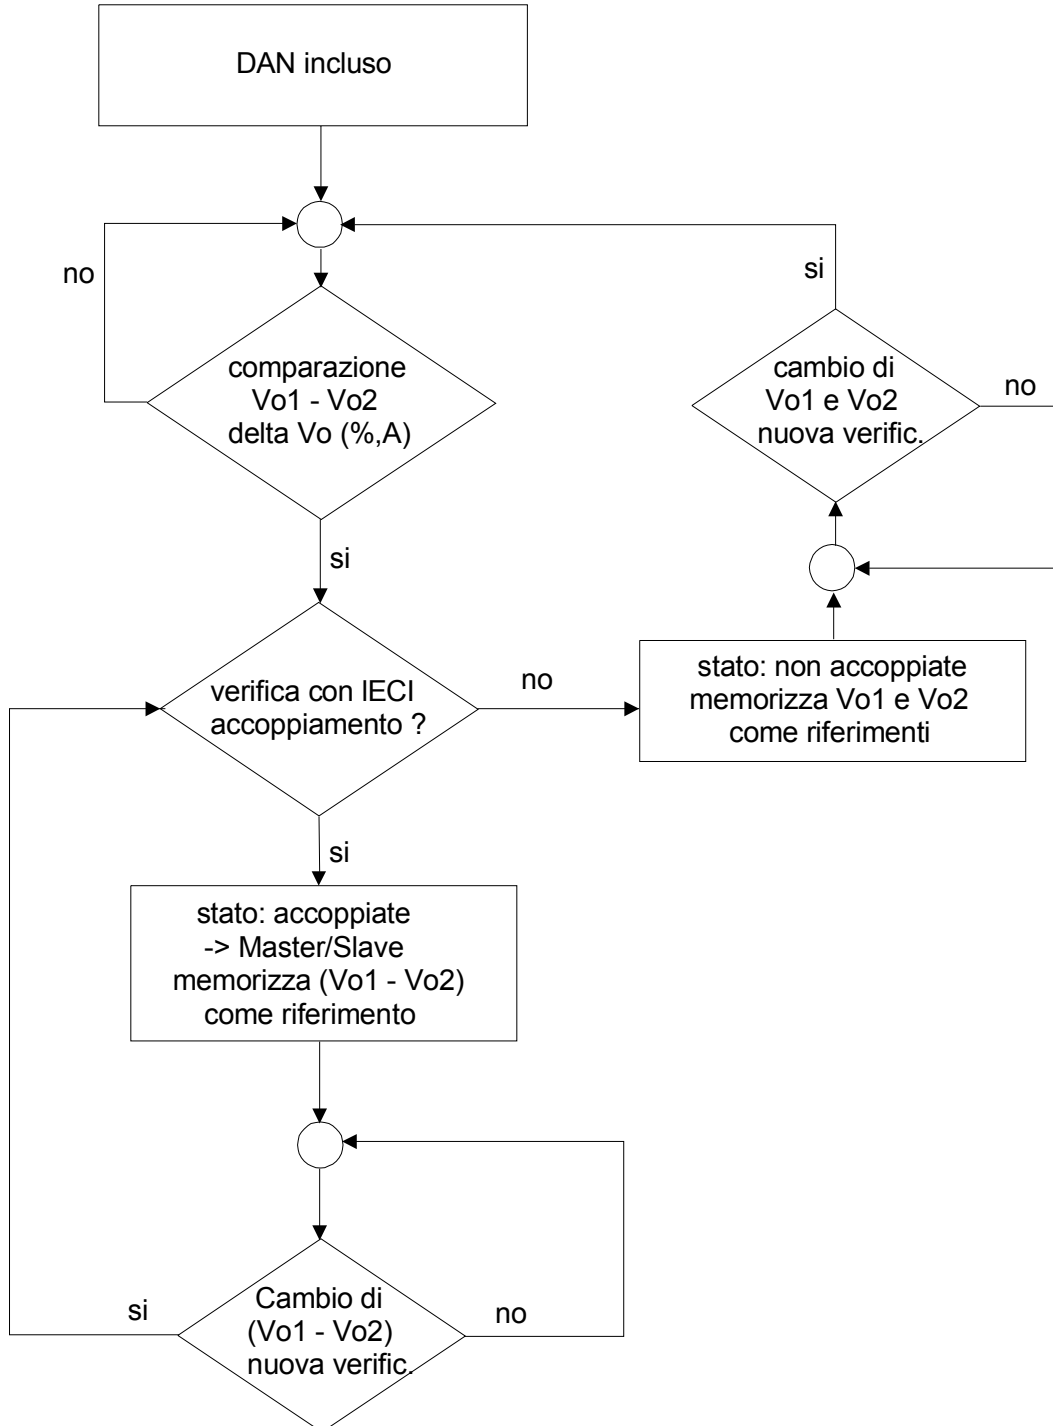 DAN incluso
no
comparazione
Vo1 - Vo2
delta Vo (%,A)
si
si
cambio di
Vo1 e Vo2
nuova verific.
no
verifica con IECI
accoppiamento ?
no
stato: non accoppiate
memorizza Vo1 e Vo2
come riferimenti
si
stato: accoppiate
-> Master/Slave
memorizza (Vo1 - Vo2)
come riferimento
si
Cambio di
(Vo1 - Vo2)
nuova verific.
no